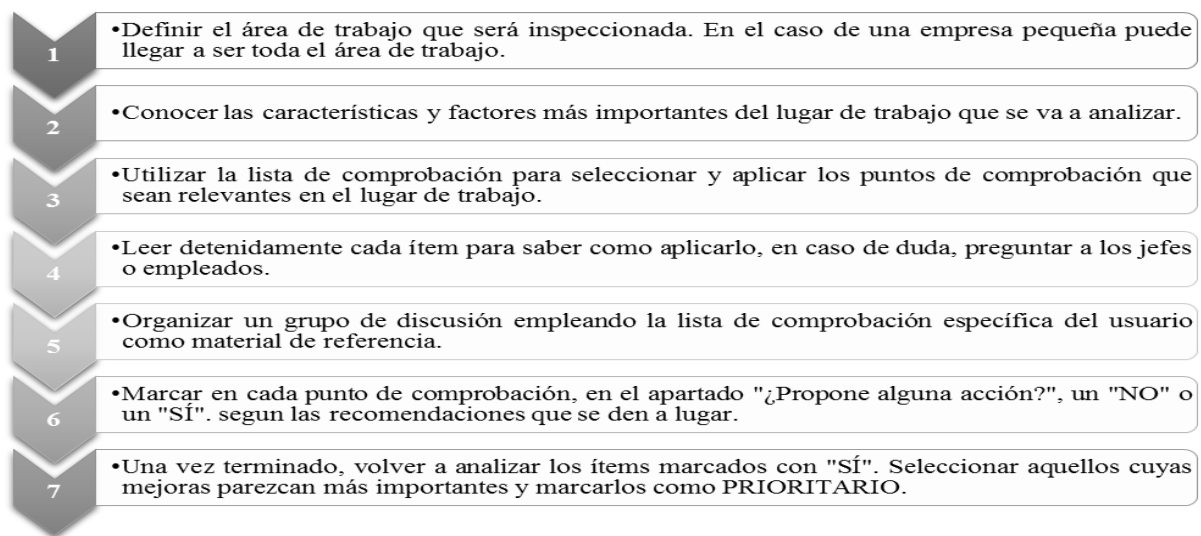 1
•Definir el área de trabajo que será inspeccionada. En el caso de una empresa pequeña puede
llegar a ser toda el área de trabajo.
2
•Conocer las características y factores más importantes del lugar de trabajo que se va a analizar.
3
•Utilizar la lista de comprobación para seleccionar y aplicar los puntos de comprobación que
sean relevantes en el lugar de trabajo.
4
•Leer detenidamente cada ítem para saber como aplicarlo, en caso de duda, preguntar a los jefes
o empleados.
5
•Organizar un grupo de discusión empleando la lista de comprobación específica del usuario
como material de referencia.
6
•Marcar en cada punto de comprobación, en el apartado "¿Propone alguna acción?", un "NO" o
un "SÍ". segun las recomendaciones que se den a lugar.
7
•Una vez terminado, volver a analizar los ítems marcados con "SÍ". Seleccionar aquellos cuyas
mejoras parezcan más importantes y marcarlos como PRIORITARIO.